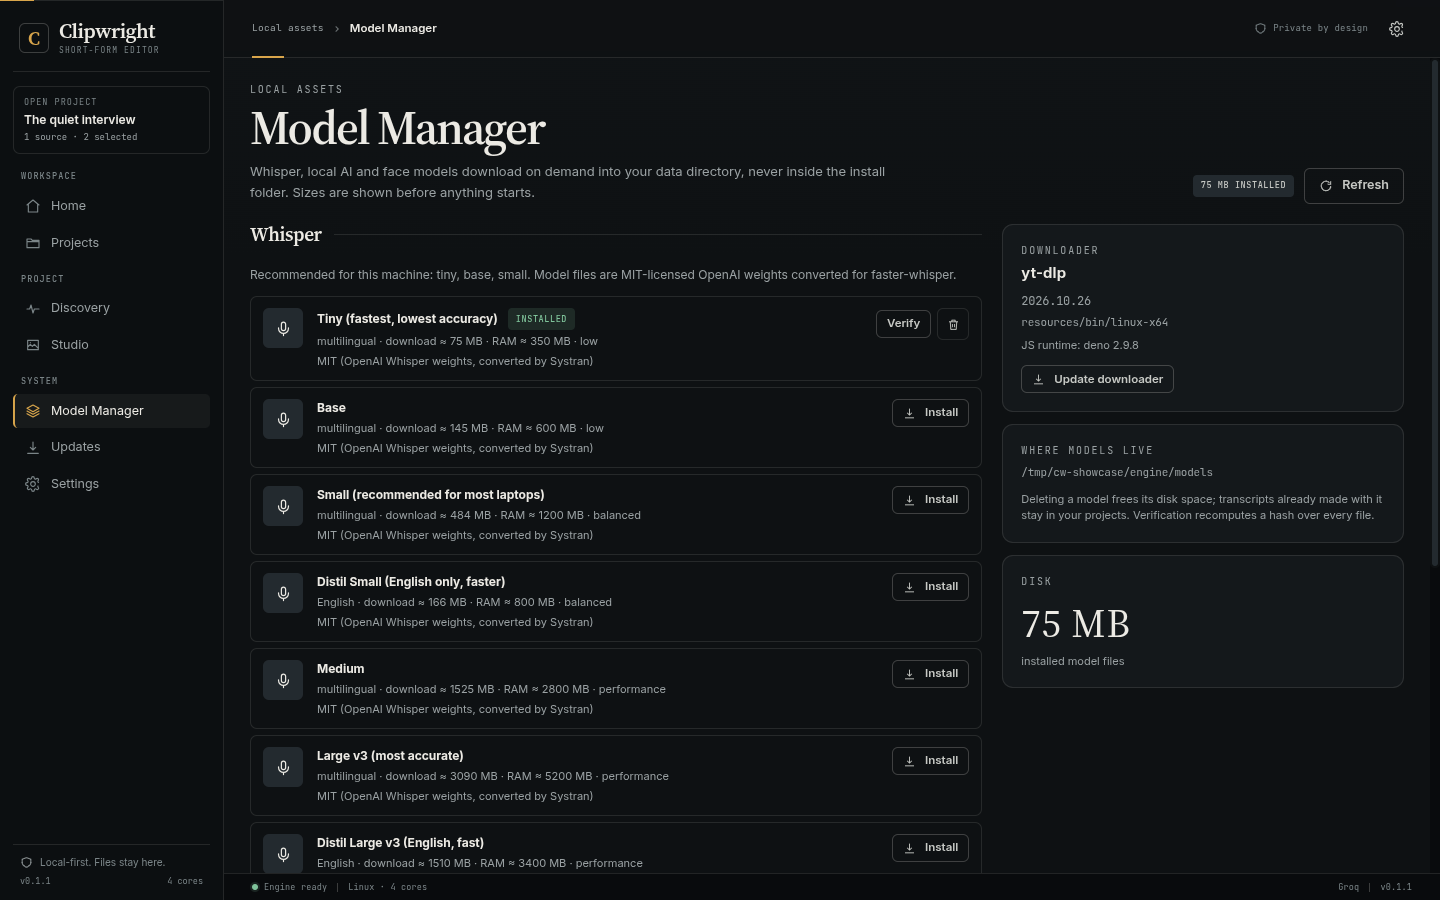 C
Clipwright
SHORT-FORM EDITOR
OPEN PROJECT
The quiet interview
1 source · 2 selected
WORKSPACE
Home
Projects
PROJECT
Discovery
Studio
SYSTEM
Model Manager
Updates
Settings
Local-first. Files stay here.
v0.1.1 4 cores
Local assets › Model Manager
Private by design
LOCAL ASSETS
Model Manager
Whisper, local AI and face models download on demand into your data directory, never inside the install
folder. Sizes are shown before anything starts.
75 MB INSTALLED
Refresh
Whisper
Recommended for this machine: tiny, base, small. Model files are MIT-licensed OpenAI weights converted for faster-whisper.
Tiny (fastest, lowest accuracy) INSTALLED
multilingual · download ≈ 75 MB · RAM ≈ 350 MB · low
MIT (OpenAI Whisper weights, converted by Systran)
Verify
Base
multilingual · download ≈ 145 MB · RAM ≈ 600 MB · low
MIT (OpenAI Whisper weights, converted by Systran)
Install
Small (recommended for most laptops)
multilingual · download ≈ 484 MB · RAM ≈ 1200 MB · balanced
MIT (OpenAI Whisper weights, converted by Systran)
Install
Distil Small (English only, faster)
English · download ≈ 166 MB · RAM ≈ 800 MB · balanced
MIT (OpenAI Whisper weights, converted by Systran)
Install
Medium
multilingual · download ≈ 1525 MB · RAM ≈ 2800 MB · performance
MIT (OpenAI Whisper weights, converted by Systran)
Install
Large v3 (most accurate)
multilingual · download ≈ 3090 MB · RAM ≈ 5200 MB · performance
MIT (OpenAI Whisper weights, converted by Systran)
Install
Distil Large v3 (English, fast)
English · download ≈ 1510 MB · RAM ≈ 3400 MB · performance
Install
DOWNLOADER
yt-dlp
2026.10.26
resources/bin/linux-x64
JS runtime: deno 2.9.8
Update downloader
WHERE MODELS LIVE
/tmp/cw-showcase/engine/models
Deleting a model frees its disk space; transcripts already made with it
stay in your projects. Verification recomputes a hash over every file.
DISK
75 MB
installed model files
Engine ready | Linux · 4 cores
Groq | v0.1.1